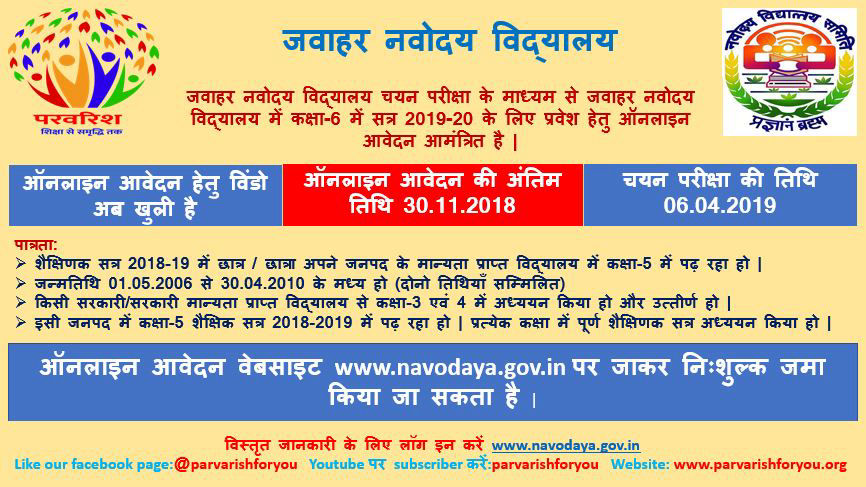 परवरिश
शिक्षा से समृद्धि तक
जवाहर नवोदय विद्यालय
नवोदय विद्यालय समिति
प्रज्ञानं ब्रह्म
जवाहर नवोदय विद्यालय चयन परीक्षा के माध्यम से जवाहर नवोदय
विद्यालय में कक्षा-6 में सत्र 2019-20 के लिए प्रवेश हेतु ऑनलाइन
आवेदन आमंत्रित है |
ऑनलाइन आवेदन हेतु विंडो
अब खुली है
ऑनलाइन आवेदन की अंतिम
तिथि 30.11.2018
चयन परीक्षा की तिथि
06.04.2019
पात्रता:
➢ शैक्षिणक सत्र 2018-19 में छात्र / छात्रा अपने जनपद के मान्यता प्राप्त विद्यालय में कक्षा-5 में पढ़ रहा हो |
➢ जन्मतिथि 01.05.2006 से 30.04.2010 के मध्य हो (दोनो तिथियाँ सम्मिलित)
➢ किसी सरकारी/सरकारी मान्यता प्राप्त विद्यालय से कक्षा-3 एवं 4 में अध्ययन किया हो और उत्तीर्ण हो |
➢ इसी जनपद में कक्षा-5 शैक्षिक सत्र 2018-2019 में पढ़ रहा हो | प्रत्येक कक्षा में पूर्ण शैक्षिणक सत्र अध्ययन किया हो |
ऑनलाइन आवेदन वेबसाइट www.navodaya.gov.in पर जाकर निःशुल्क जमा
किया जा सकता है |
विस्तृत जानकारी के लिए लॉग इन करें www.navodaya.gov.in
Like our facebook page:@parvarishforyou Youtube पर subscriber करें:parvarishforyou Website: www.parvarishforyou.org